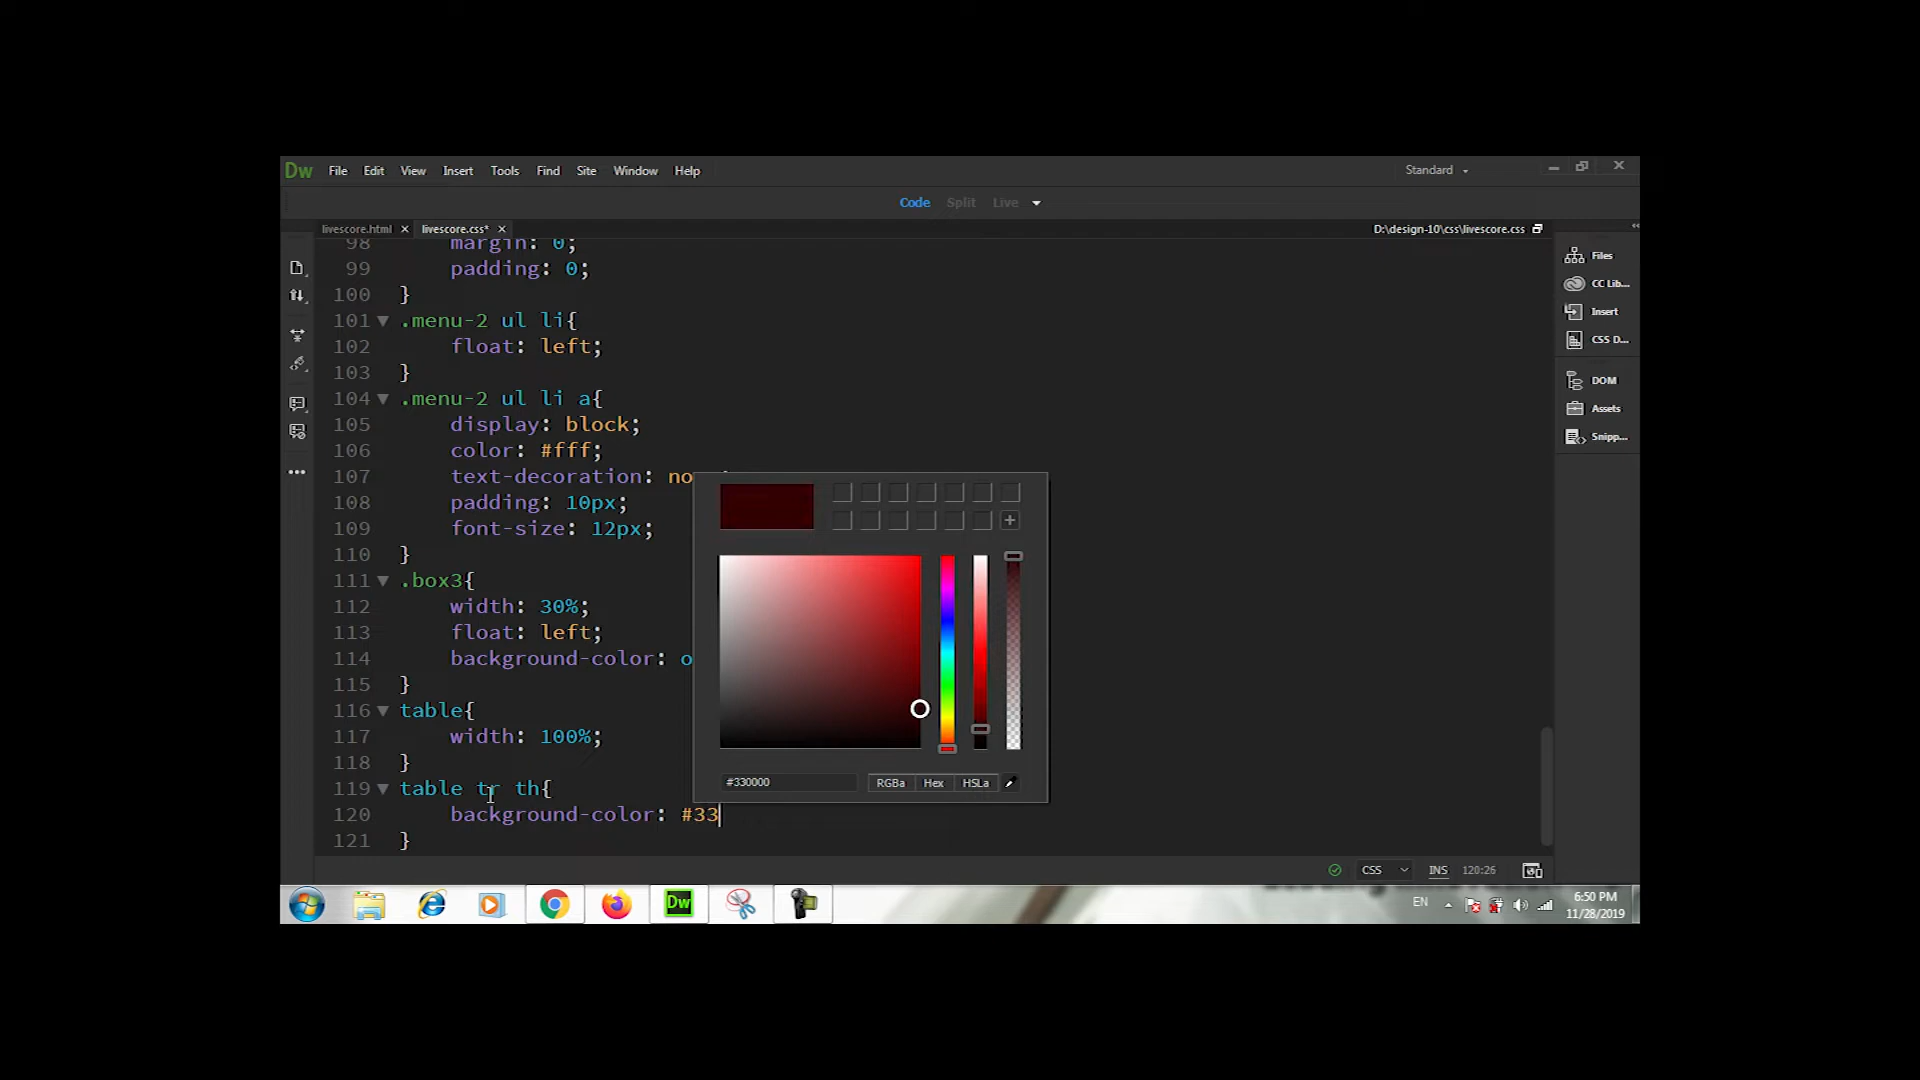 Dw File Edit View Insert Tools Find Site Window Help Standard
Code Split Live
livescore.html livescore.css* D:\design-10\css\livescore.css
98 margin: 0;
99 padding: 0;
100 }
101 .menu-2 ul li{
102 float: left;
103 }
104 .menu-2 ul li a{
105 display: block;
106 color: #fff;
107 text-decoration: no
108 padding: 10px;
109 font-size: 12px;
110 }
111 .box3{
112 width: 30%;
113 float: left;
114 background-color: o
115 }
116 table{
117 width: 100%;
118 }
119 table tr th{
120 background-color: #33
121 }
#330000 RGBa Hex HSLa
Files
CC Lib...
Insert
CSS D...
DOM
Assets
Snipp...
CSS INS 120:26
Dw
EN 6:50 PM
11/28/2019